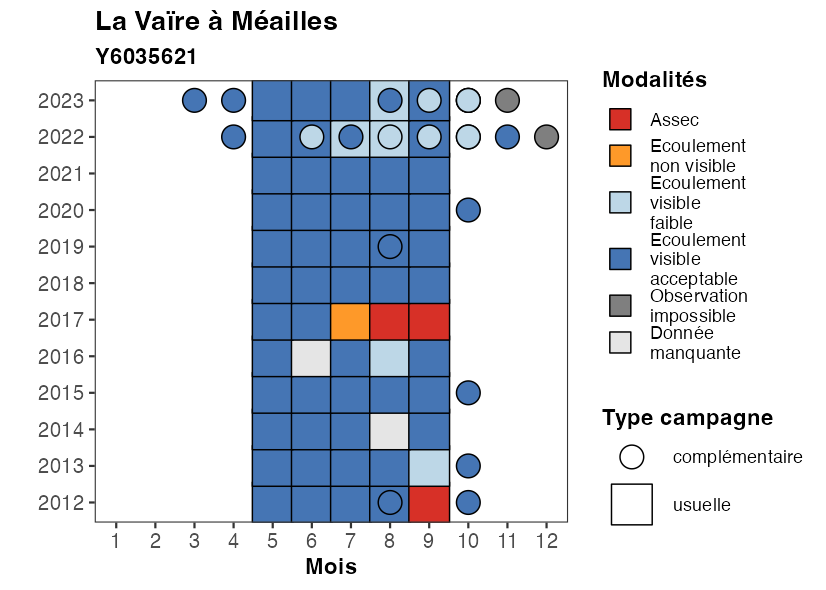 La Vaïre à Méailles
Y6035621
2023
2022
2021
2020
2019
2018
2017
2016
2015
2014
2013
2012
1 2 3 4 5 6 7 8 9 10 11 12
Mois
Modalités
Assec
Ecoulement
non visible
Ecoulement
visible
faible
Ecoulement
visible
acceptable
Observation
impossible
Donnée
manquante
Type campagne
complémentaire
usuelle